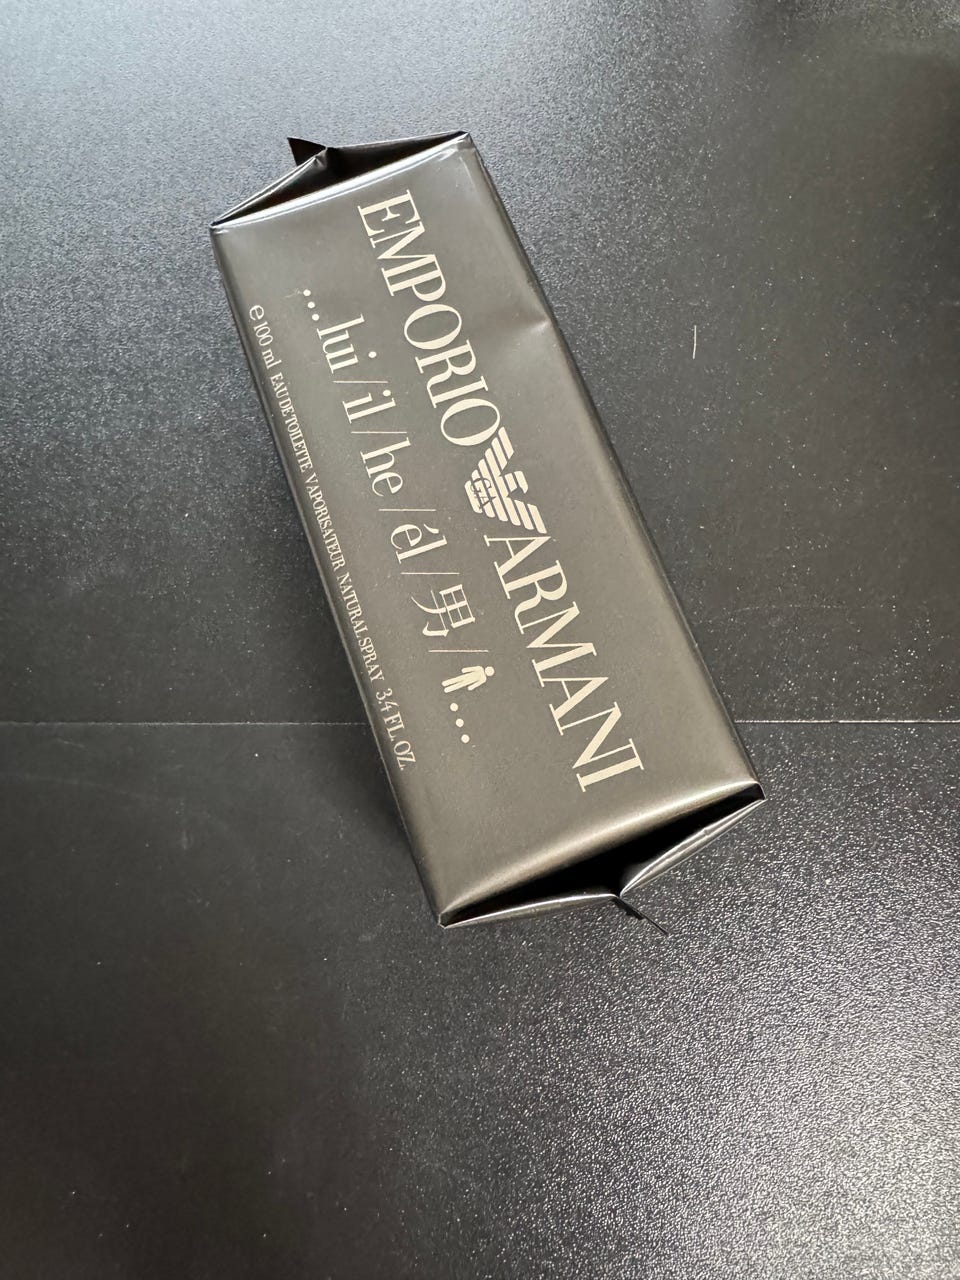 EMPORIO GA ARMANI
...lui / il / he / él / 男 / ...
e 100 ml EAU DE TOILETTE VAPORISATEUR NATURAL SPRAY 3.4 FL. OZ.